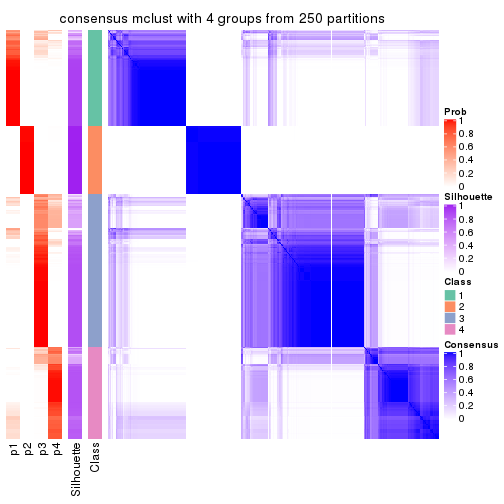 consensus mclust with 4 groups from 250 partitions
Prob
1
0.8
0.6
0.4
0.2
0
Silhouette
1
0.8
0.6
0.4
0.2
0
Class
1
2
3
4
Consensus
1
0.8
0.6
0.4
0.2
0
p1
p2
p3
p4
Silhouette
Class